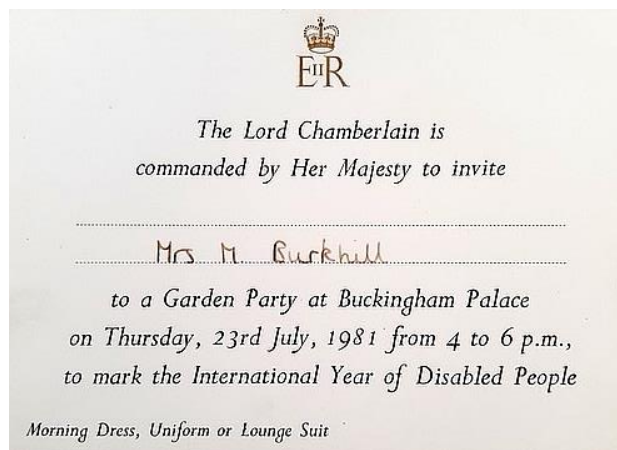 EIIR
The Lord Chamberlain is
commanded by Her Majesty to invite
Mrs M. Burkhill
to a Garden Party at Buckingham Palace
on Thursday, 23rd July, 1981 from 4 to 6 p.m.,
to mark the International Year of Disabled People
Morning Dress, Uniform or Lounge Suit